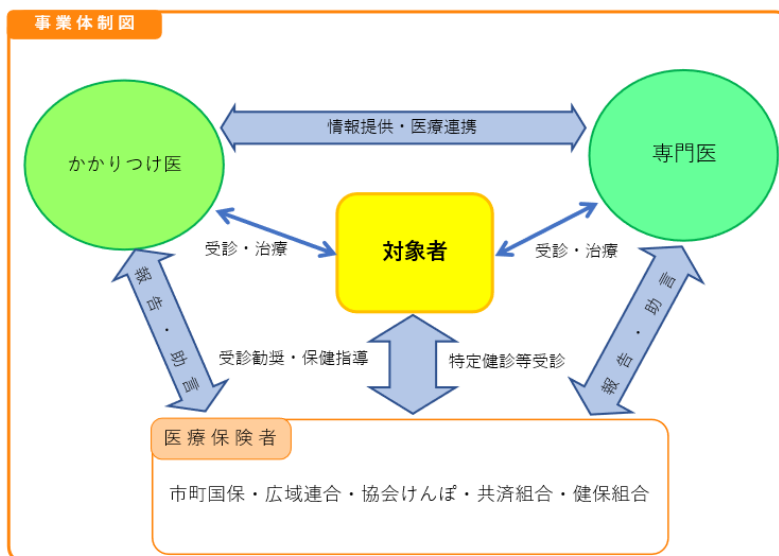 事業体制図
情報提供・医療連携
かかりつけ医
専門医
対象者
受診・治療
受診・治療
報告・助言
報告・助言
受診勧奨・保健指導
特定健診等受診
医療保険者
市町国保・広域連合・協会けんぽ・共済組合・健保組合